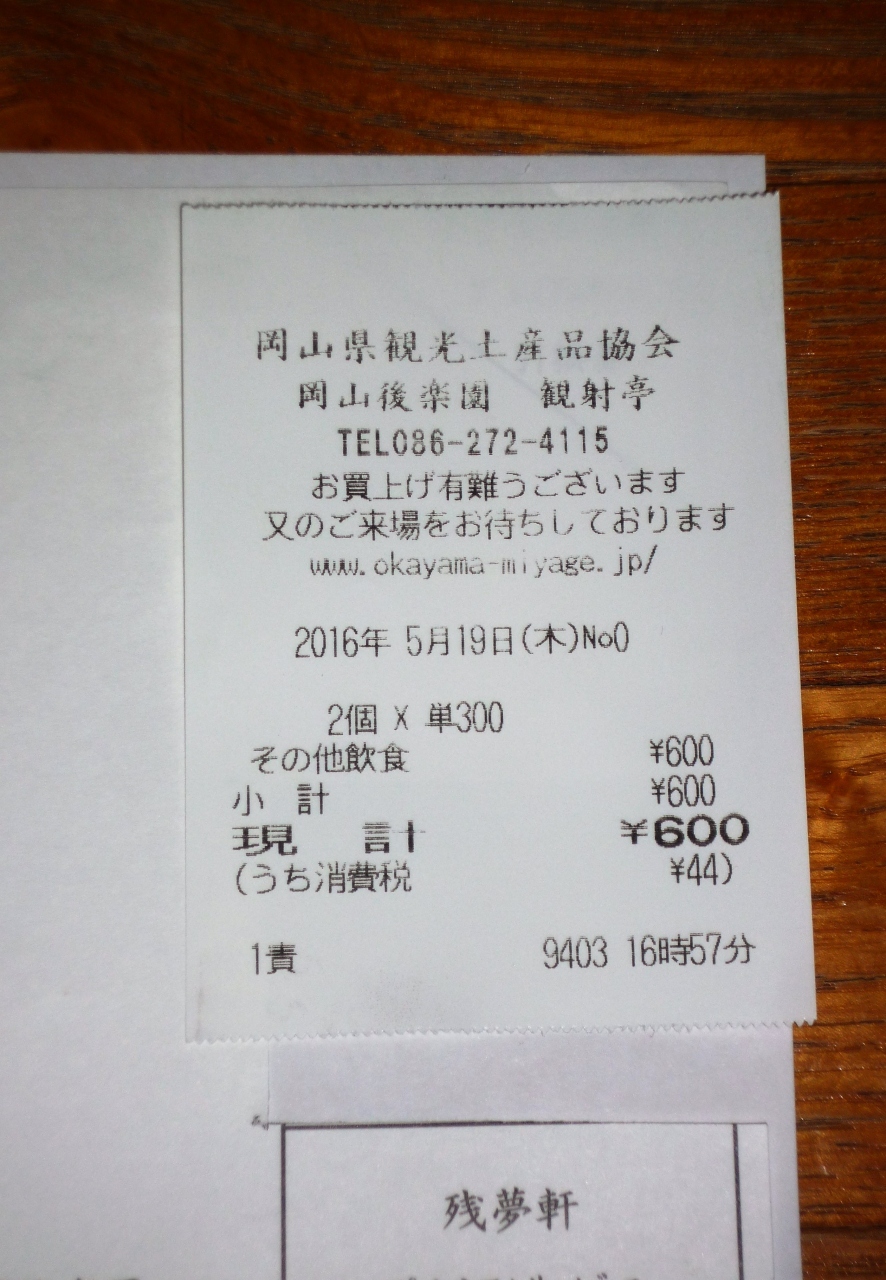 岡山県観光土産品協会
岡山後楽園　観射亭
TEL086-272-4115
お買上げ有難うございます
又のご来場をお待ちしております
www.okayama-miyage.jp/
2016年 5月19日(木)No0
2個 X 単300
その他飲食 ¥600
小　計 ¥600
現　計 ¥600
(うち消費税 ¥44)
1責 9403 16時57分
残夢軒